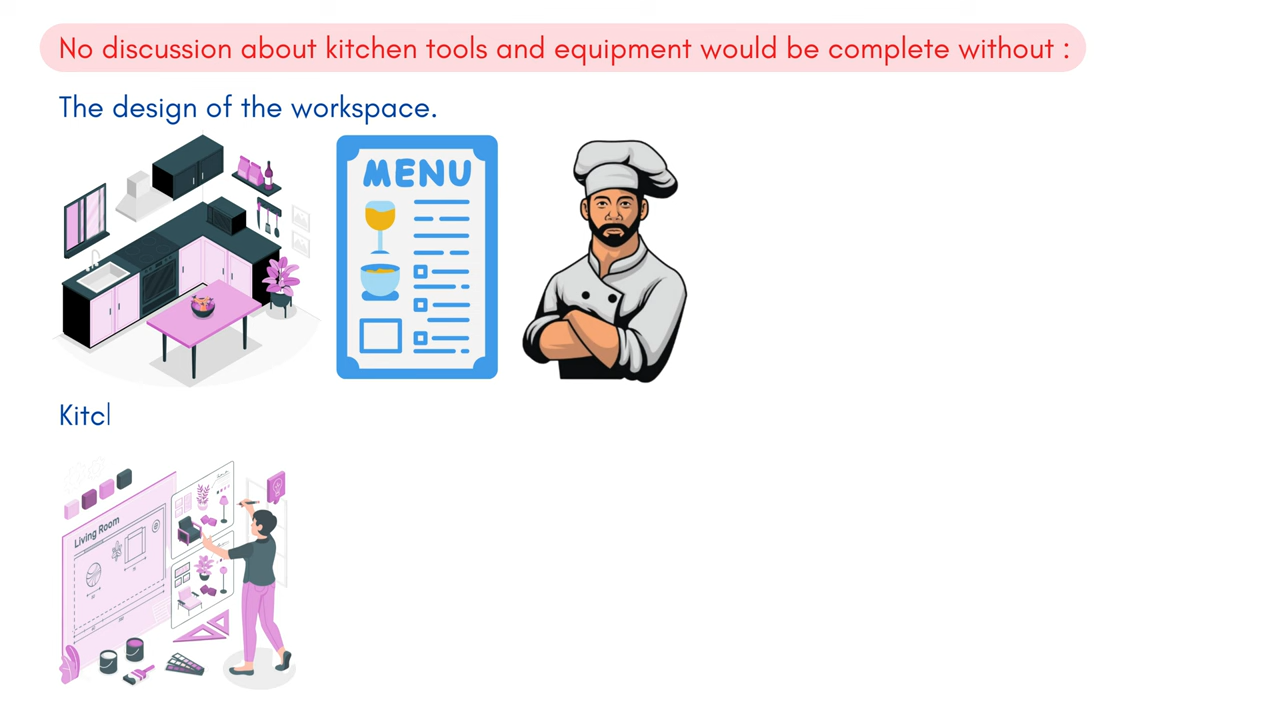 No discussion about kitchen tools and equipment would be complete without :
The design of the workspace.
MENU
Kitcl
Living Room